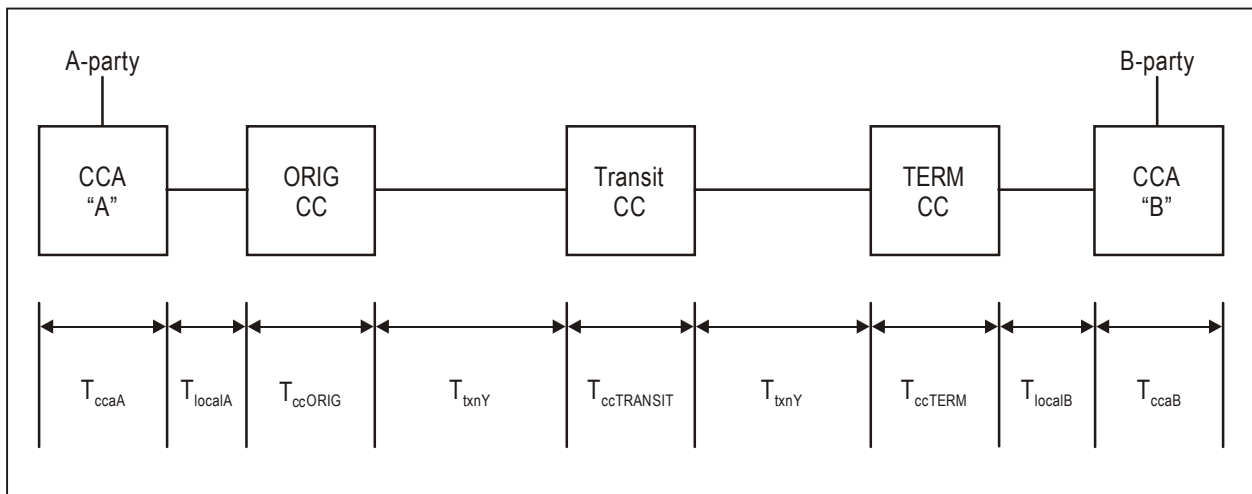 A-party
B-party
CCA
“A”
ORIG
CC
Transit
CC
TERM
CC
CCA
“B”
TccaA
TlocalA
TccORIG
TtxnY
TccTRANSIT
TtxnY
TccTERM
TlocalB
TccaB